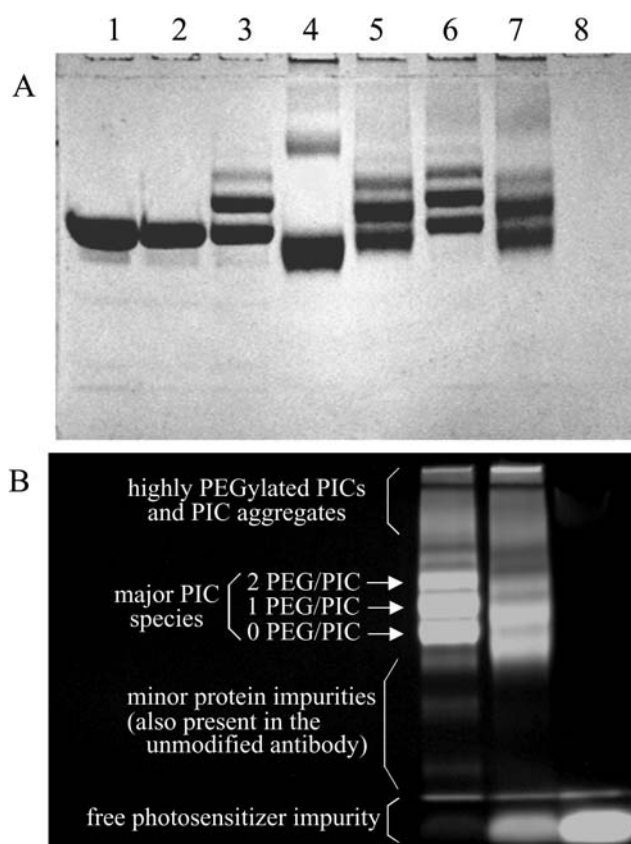 1 2 3 4 5 6 7 8
A
B
highly PEGylated PICs
and PIC aggregates
major PIC
species
2 PEG/PIC
1 PEG/PIC
0 PEG/PIC
minor protein impurities
(also present in the
unmodified antibody)
free photosensitizer impurity